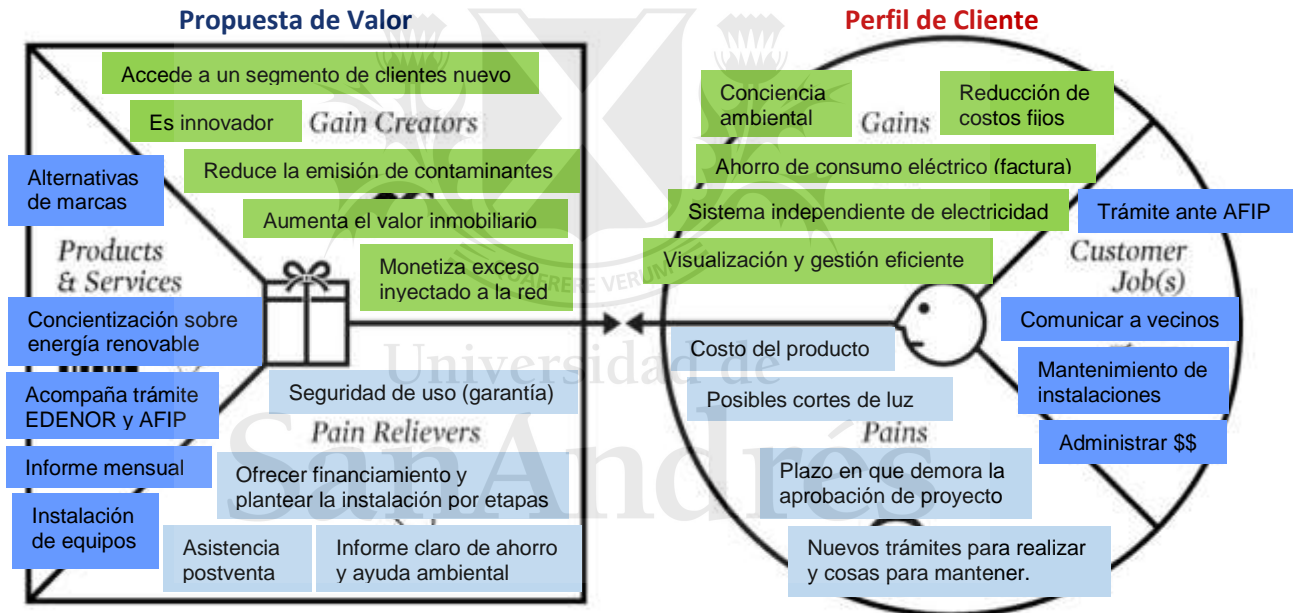 Propuesta de Valor
Accede a un segmento de clientes nuevo
Es innovador
Gain Creators
Reduce la emisión de contaminantes
Alternativas
de marcas
Aumenta el valor inmobiliario
Products
& Services
Monetiza exceso
inyectado a la red
Concientización sobre
energía renovable
Acompaña trámite
EDENOR y AFIP
Seguridad de uso (garantía)
Pain Relievers
Informe mensual
Ofrecer financiamiento y
plantear la instalación por etapas
Instalación
de equipos
Asistencia
postventa
Informe claro de ahorro
y ayuda ambiental
Perfil de Cliente
Conciencia
ambiental
Gains
Reducción de
costos fijos
Ahorro de consumo eléctrico (factura)
Sistema independiente de electricidad
Trámite ante AFIP
Visualización y gestión eficiente
Customer
Job(s)
Comunicar a vecinos
Costo del producto
Mantenimiento de
instalaciones
Posibles cortes de luz
Pains
Administrar $$
Plazo en que demora la
aprobación de proyecto
Nuevos trámites para realizar
y cosas para mantener.
Universidad de
SanAndrés